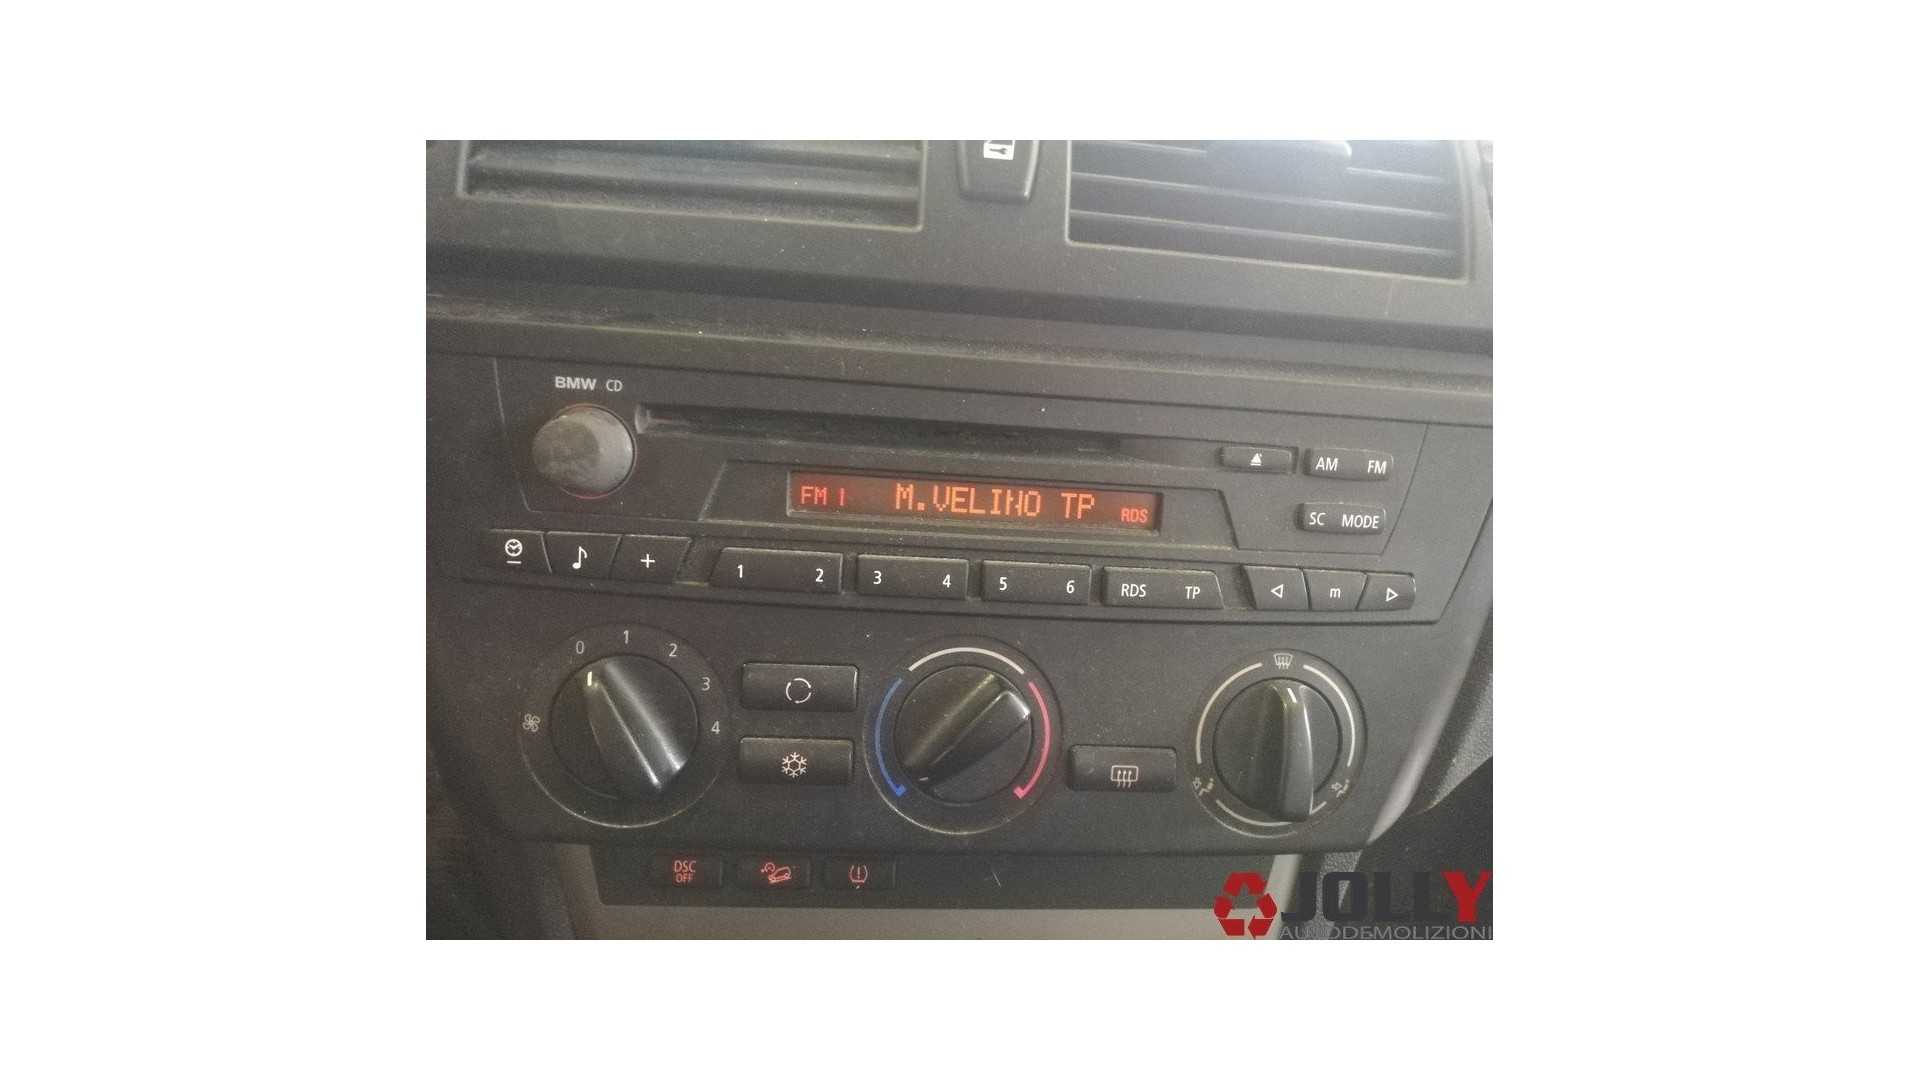 BMW CD
AM FM
FM 1 M.VELINO TP RDS
SC MODE
+ 1 2 3 4 5 6 RDS TP m
0 1 2 3 4
DSC
OFF
JOLLY
AUTODEMOLIZIONI